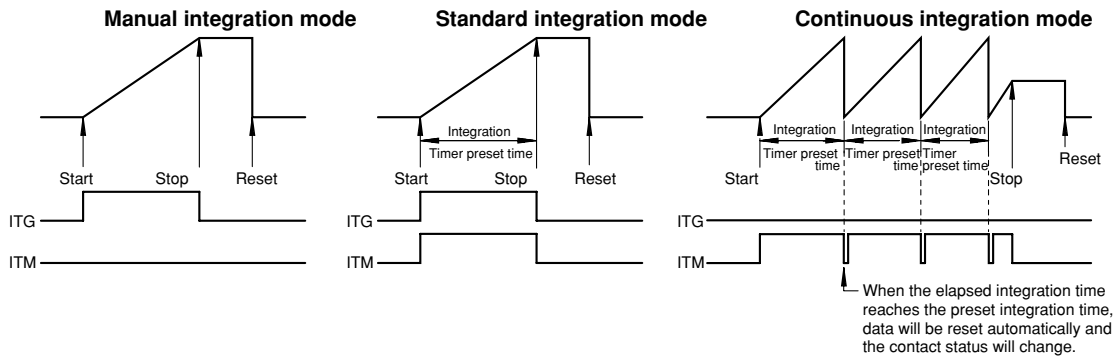 Manual integration mode
Standard integration mode
Continuous integration mode
Integration
Timer preset time
Integration
Timer preset
time
Integration
Timer preset
time
Integration
Timer
preset time
Start
Stop
Reset
Start
Stop
Reset
Start
Stop
Reset
ITG
ITM
ITG
ITM
ITG
ITM
When the elapsed integration time
reaches the preset integration time,
data will be reset automatically and
the contact status will change.